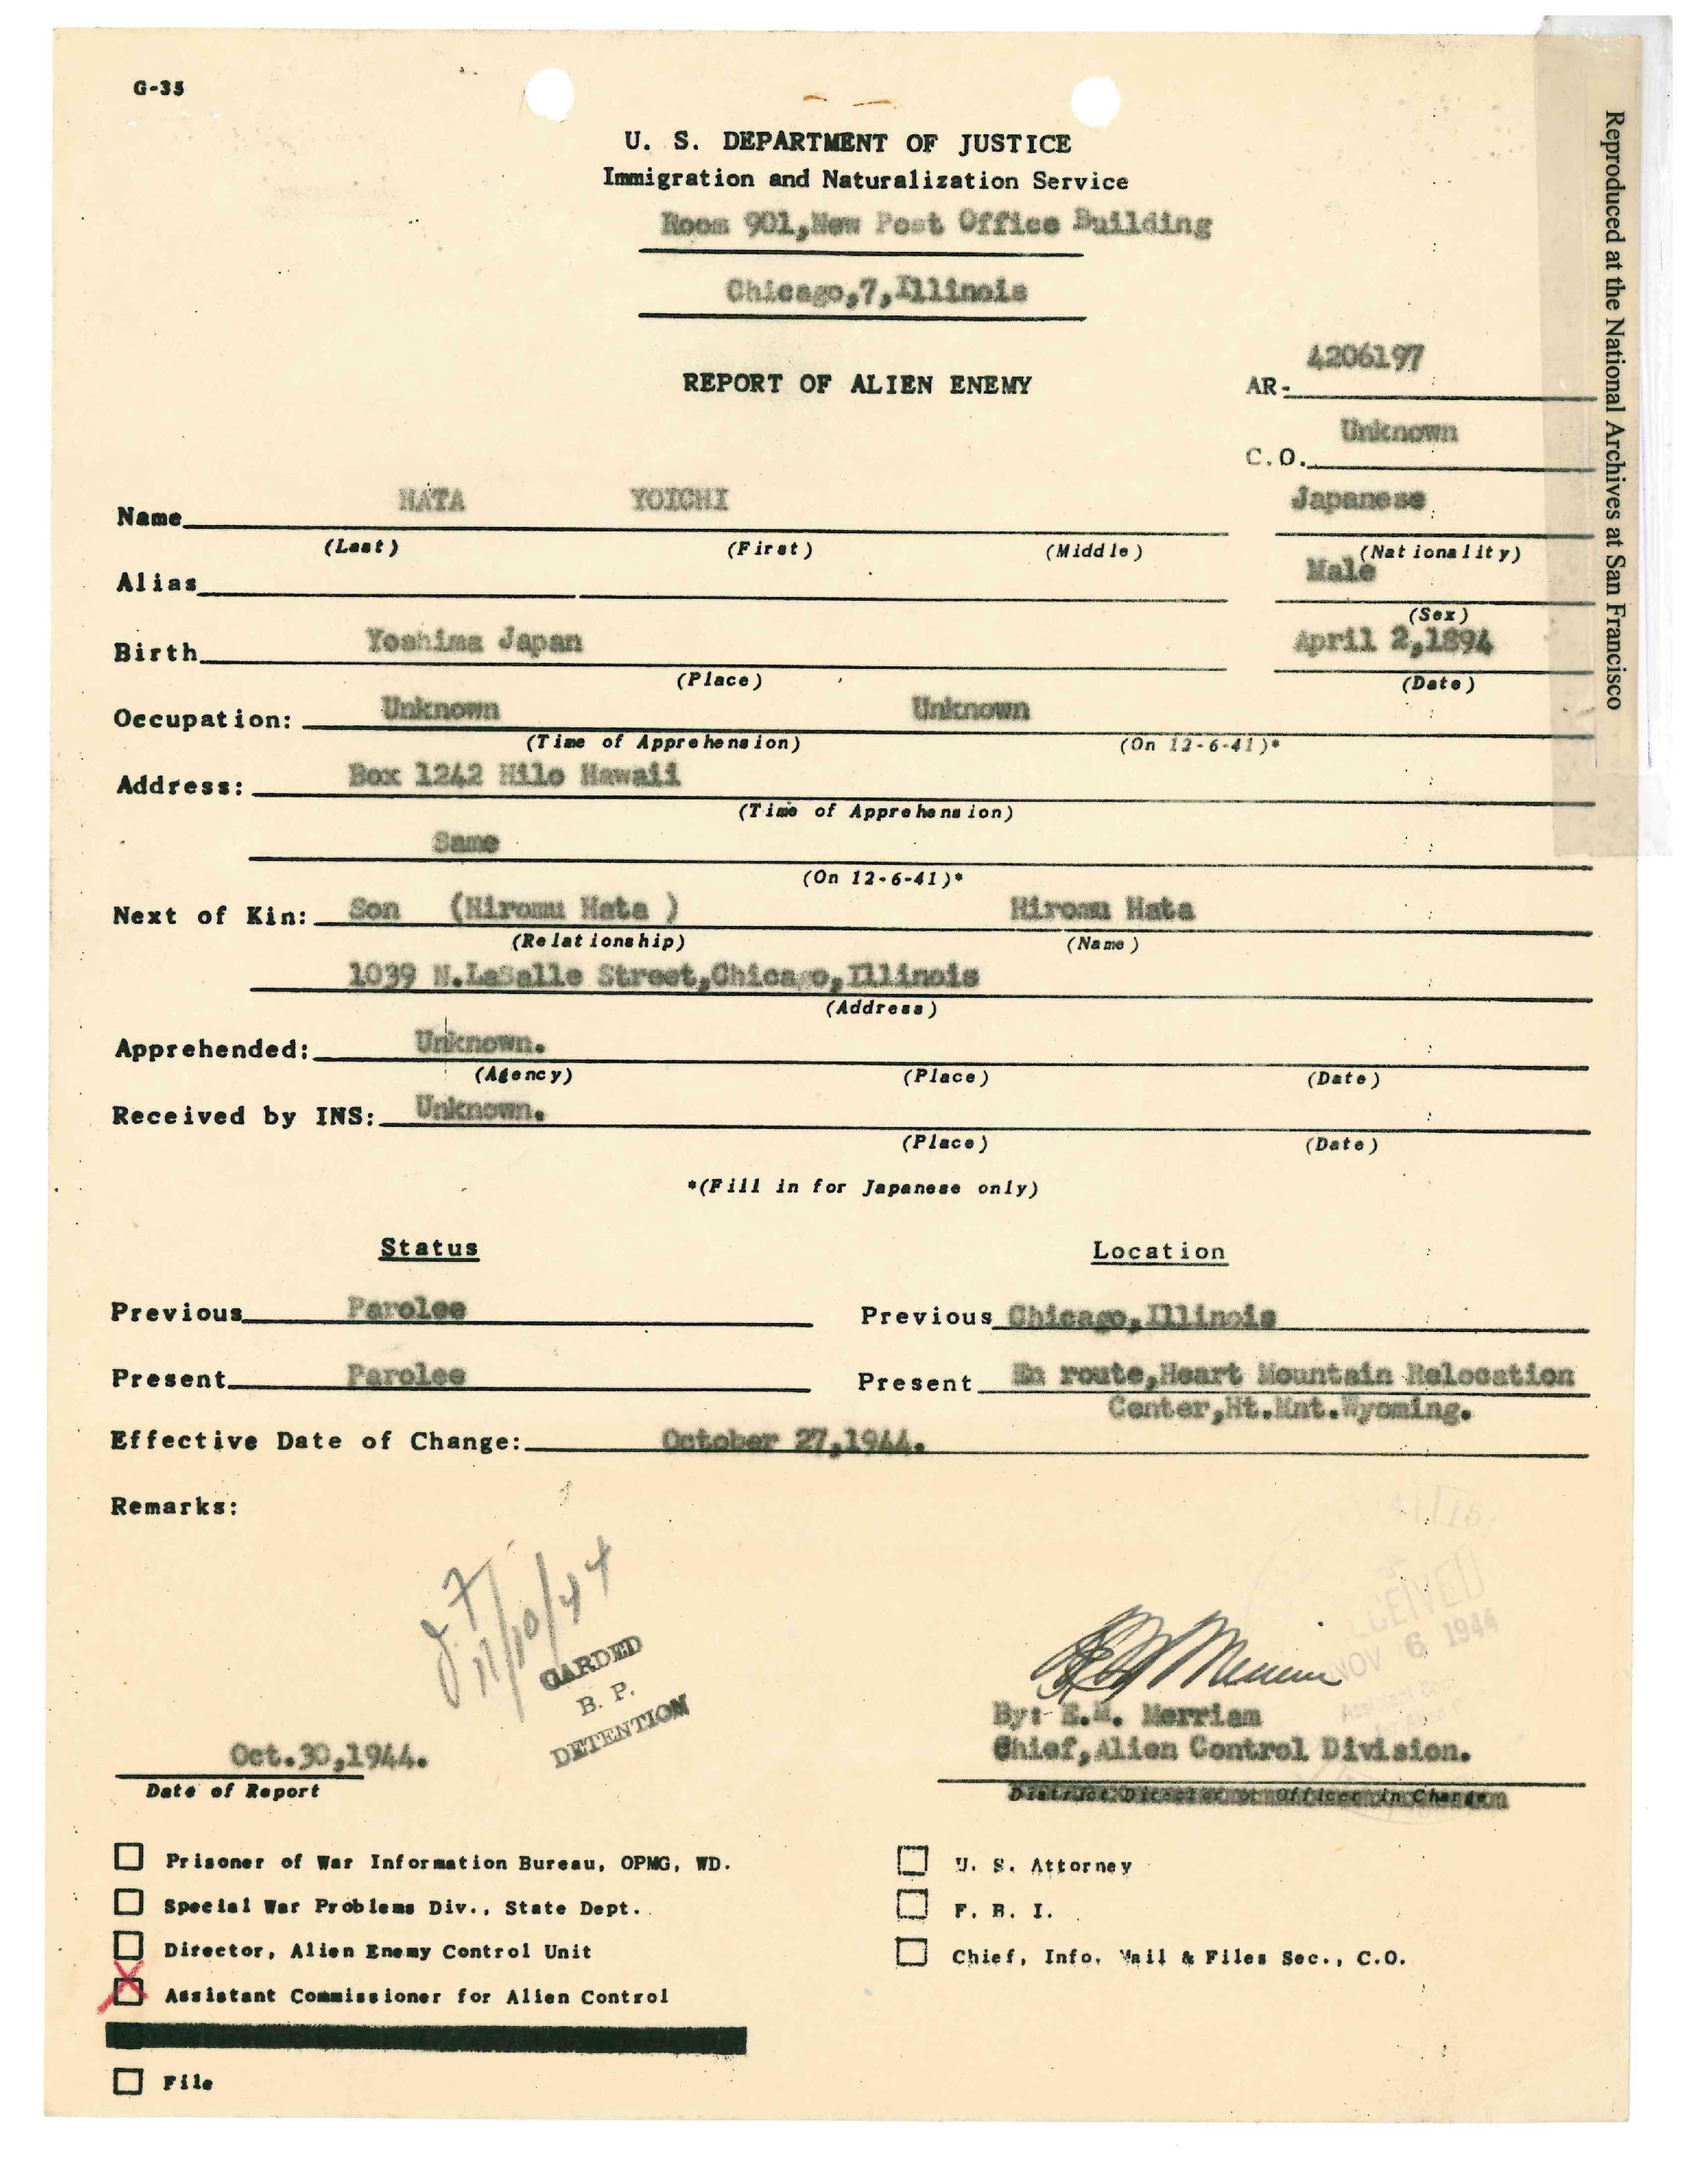 G-35
U. S. DEPARTMENT OF JUSTICE
Immigration and Naturalization Service
Room 901,New Post Office Building
Chicago,7,Illinois
REPORT OF ALIEN ENEMY
4206197
AR-
Unknown
C.O.
Name HATA YOICHI Japanese
(Last) (First) (Middle) (Nationality)
Alias Male
(Sex)
Birth Yoshima Japan April 2,1894
(Place) (Date)
Occupation: Unknown Unknown
(Time of Apprehension) (On 12-6-41)*
Address: Box 1242 Hilo Hawaii
(Time of Apprehension)
Same
(On 12-6-41)*
Next of Kin: Son (Hiromu Hata ) Hiromu Hata
(Relationship) (Name)
1039 N.LaSalle Street,Chicago,Illinois
(Address)
Apprehended: Unknown.
(Agency) (Place) (Date)
Received by INS: Unknown.
(Place) (Date)
*(Fill in for Japanese only)
Status Location
Previous Parolee Previous Chicago,Illinois
Present Parolee Present En route,Heart Mountain Relocation
Center,Ht.Mnt.Wyoming.
Effective Date of Change: October 27,1944.
Remarks:
11/10/44
CARDED
B. P.
DETENTION
RECEIVED
NOV 6 1944
By: E.M. Merriam
Chief,Alien Control Division.
Oct.30,1944.
Date of Report
District Director or Officer in Charge
Prisoner of War Information Bureau, OPMG, WD.
Special War Problems Div., State Dept.
Director, Alien Enemy Control Unit
Assistant Commissioner for Alien Control
File
U. S. Attorney
F. B. I.
Chief, Info. Mail & Files Sec., C.O.
Reproduced at the National Archives at San Francisco